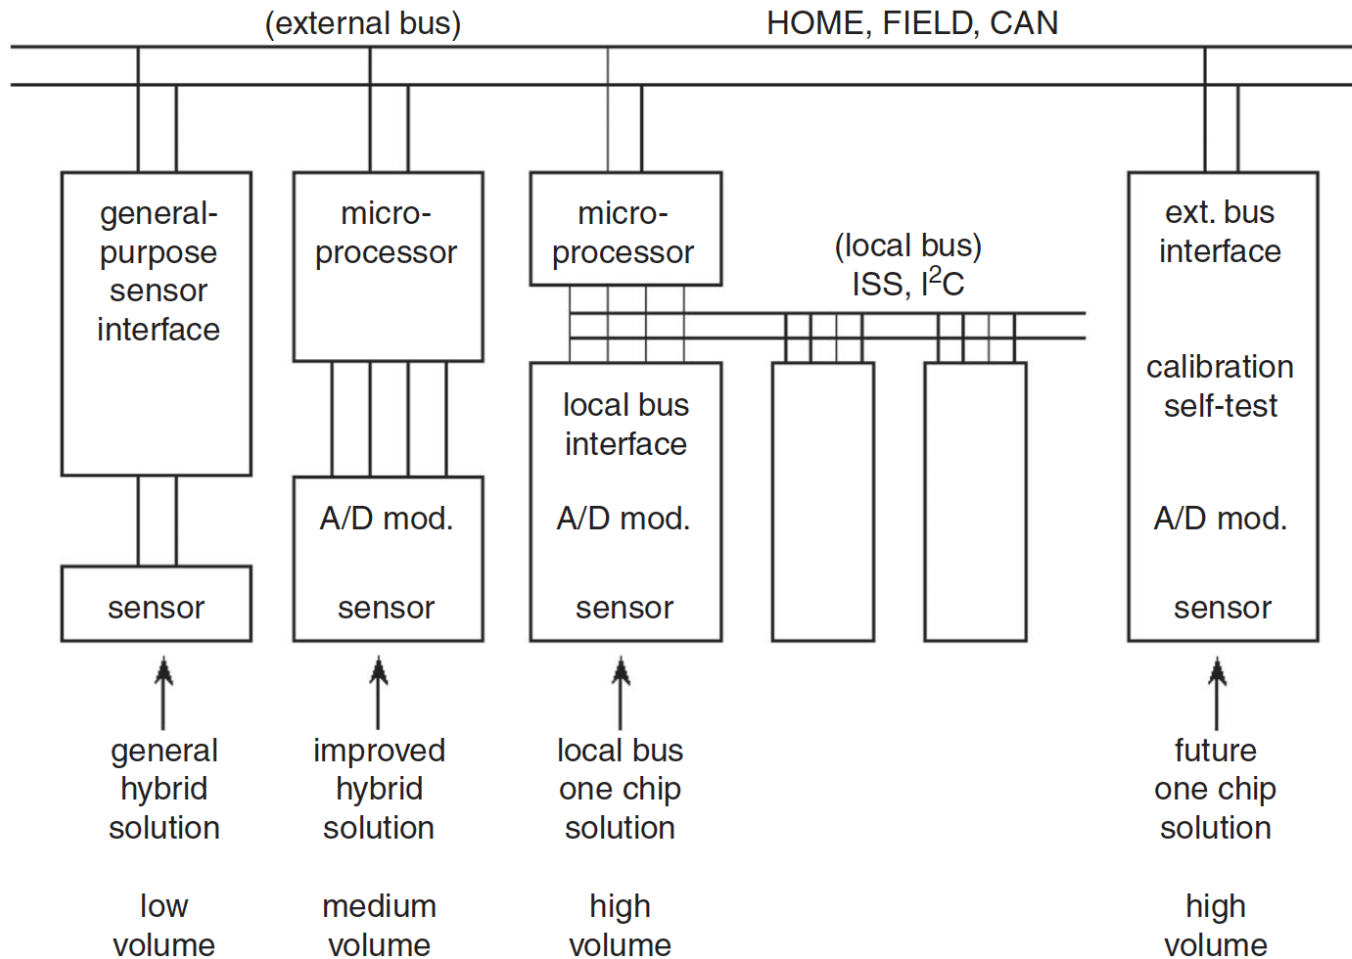 (external bus)
HOME, FIELD, CAN
general-
purpose
sensor
interface
sensor
micro-
processor
A/D mod.
sensor
micro-
processor
local bus
interface
A/D mod.
sensor
(local bus)
ISS, I²C
ext. bus
interface
calibration
self-test
A/D mod.
sensor
general
hybrid
solution
low
volume
improved
hybrid
solution
medium
volume
local bus
one chip
solution
high
volume
future
one chip
solution
high
volume